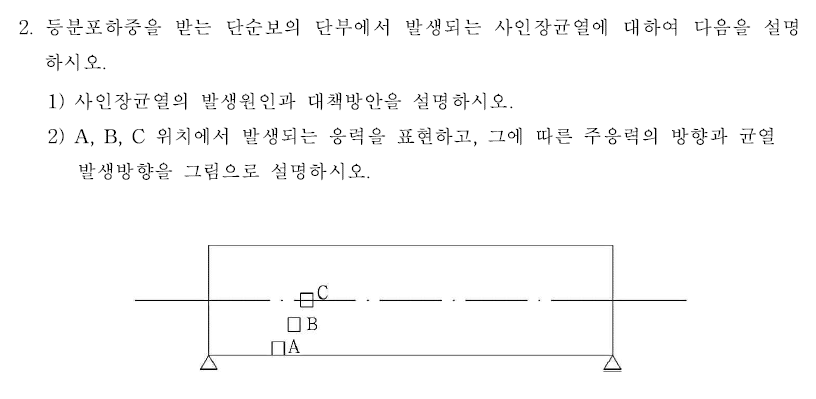 2. 등분포하중을 받는 단순보의 단부에서 발생되는 사인장균열에 대하여 다음을 설명
하시오.
1) 사인장균열의 발생원인과 대책방안을 설명하시오.
2) A, B, C 위치에서 발생되는 응력을 표현하고, 그에 따른 주응력의 방향과 균열
발생방향을 그림으로 설명하시오.
C
B
A